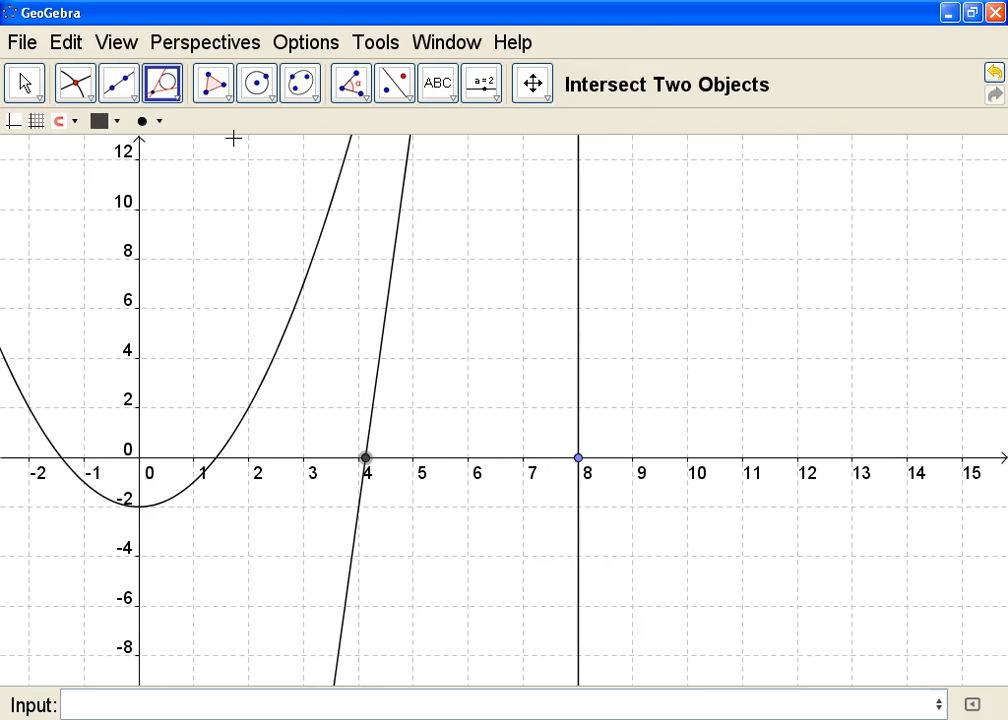 GeoGebra
File Edit View Perspectives Options Tools Window Help
α ABC a=2 Intersect Two Objects
12
10
8
6
4
2
0
-2 -1 0 1 2 3 4 5 6 7 8 9 10 11 12 13 14 15
-2
-4
-6
-8
Input: